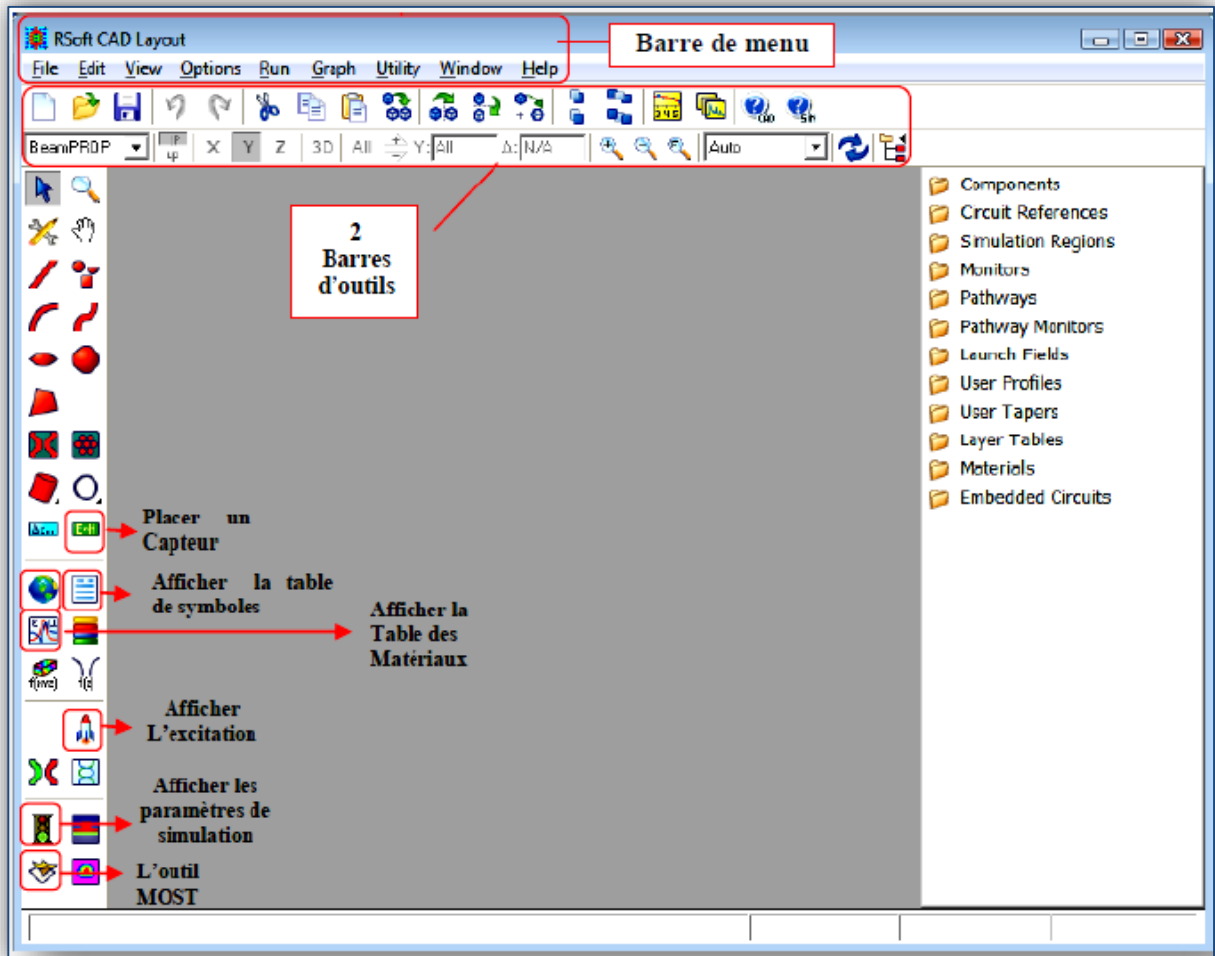 RSoft CAD Layout
Barre de menu
File Edit View Options Run Graph Utility Window Help
CAD
BeamPROP X Y Z 3D All Y: All Δ: N/A Auto
2
Barres
d'outils
Components
Circuit References
Simulation Regions
Monitors
Pathways
Pathway Monitors
Launch Fields
User Profiles
User Tapers
Layer Tables
Materials
Embedded Circuits
Placer un
Capteur
Afficher la table
de symboles
Afficher la
Table des
Matériaux
Afficher
L'excitation
Afficher les
paramètres de
simulation
L'outil
MOST